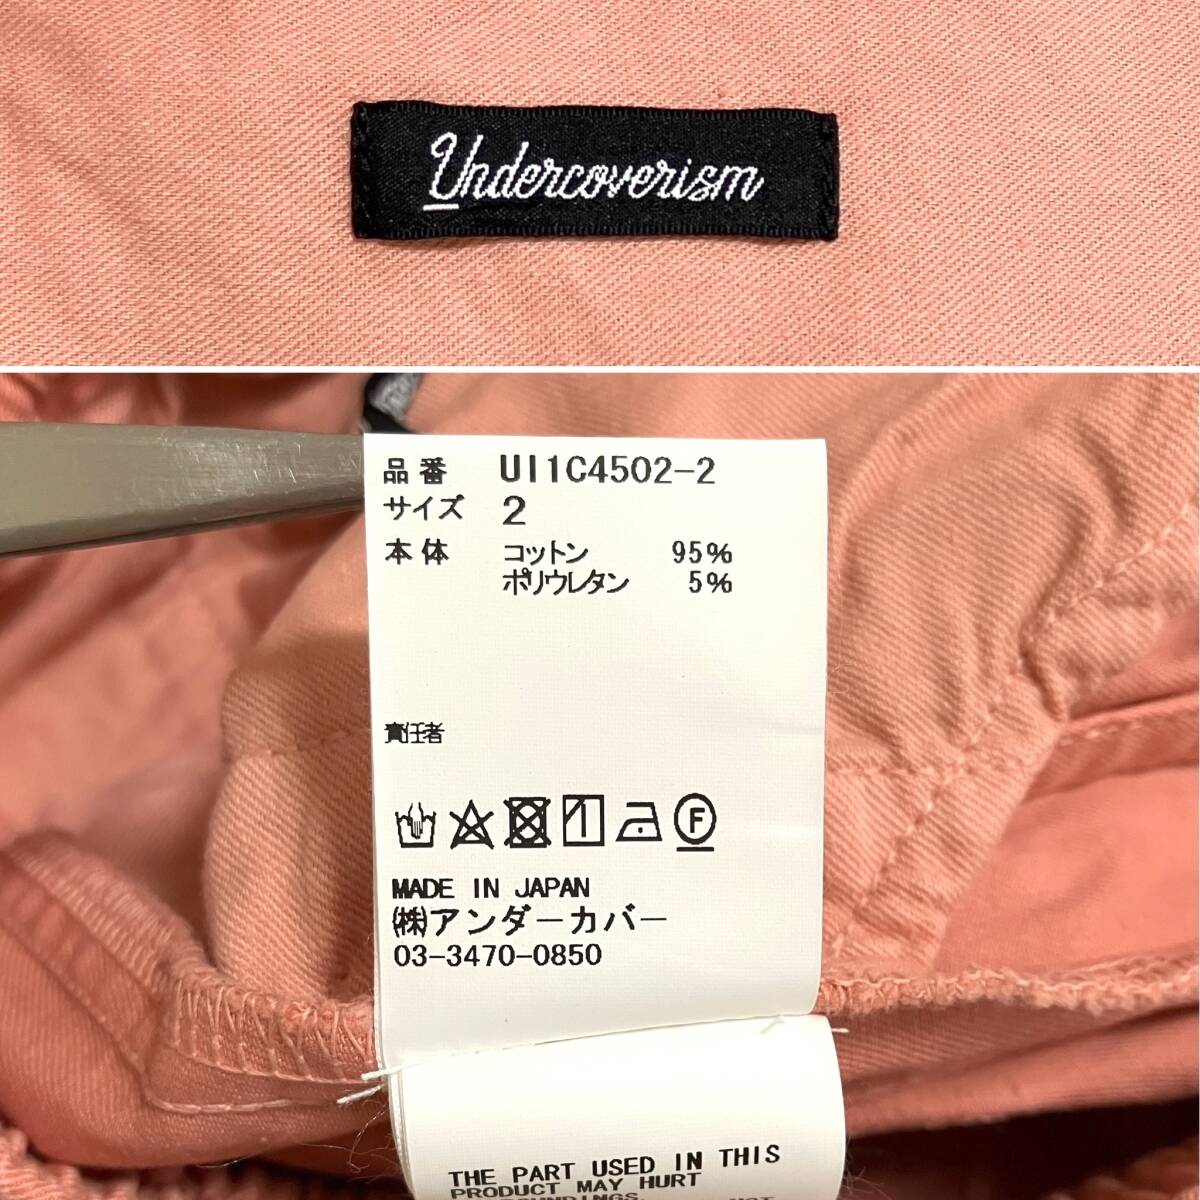 Undercoverism
品番 UI1C4502-2
サイズ 2
本体 コットン 95%
ポリウレタン 5%
責任者
F
MADE IN JAPAN
㈱アンダーカバー
03-3470-0850
THE PART USED IN THIS
PRODUCT MAY HURT